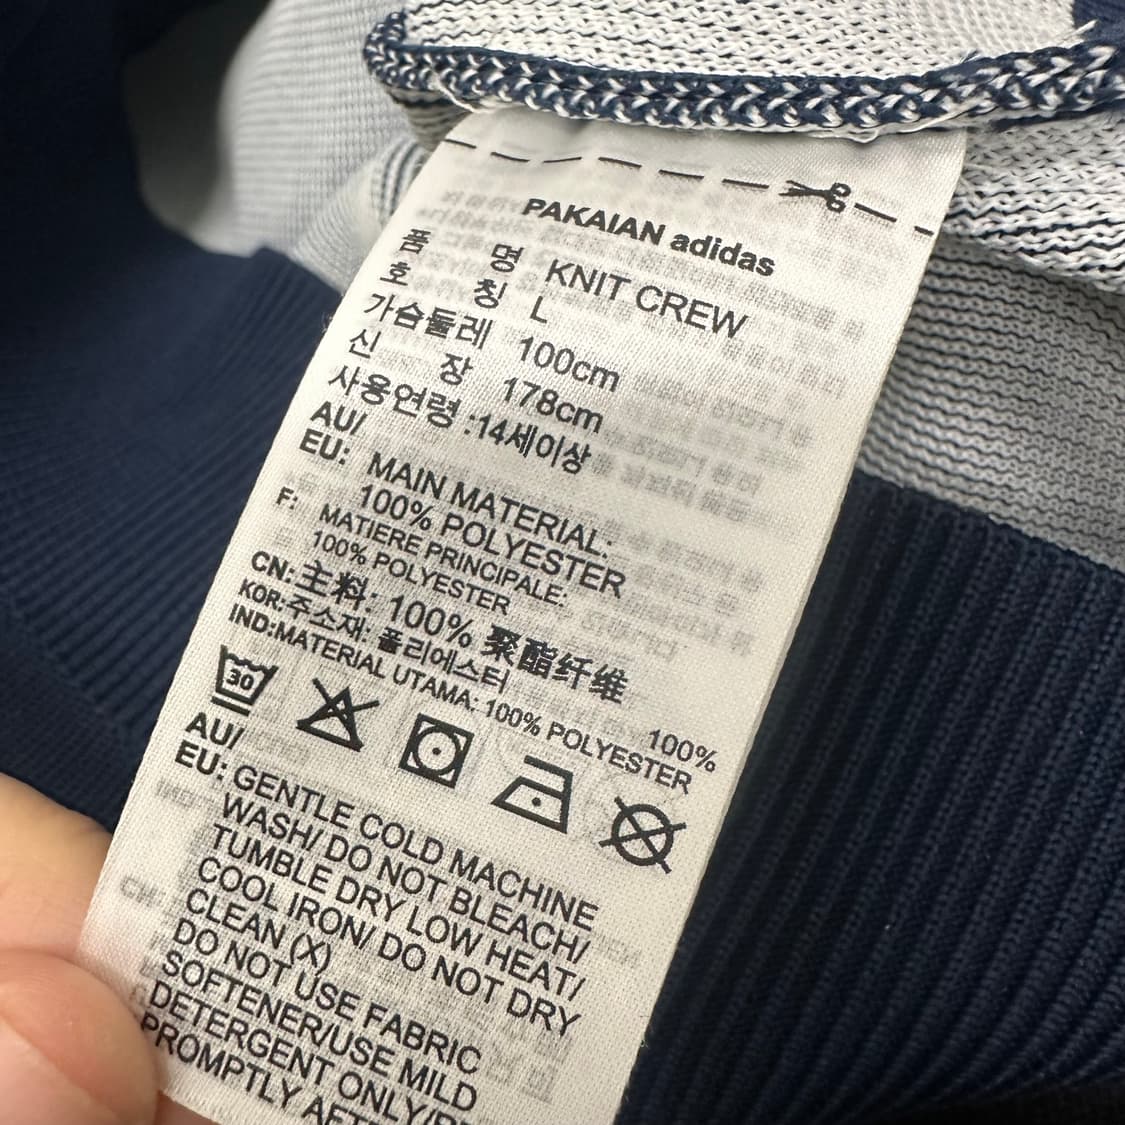 PAKAIAN adidas
품 명 KNIT CREW
호 칭 L
가슴둘레 100cm
신 장 178cm
사용연령 :14세이상
AU/
EU: MAIN MATERIAL:
100% POLYESTER
F: MATIERE PRINCIPALE:
100% POLYESTER
CN: 主料: 100% 聚酯纤维
KOR: 주소재: 폴리에스터 100%
IND:MATERIAL UTAMA: 100% POLYESTER
30
AU/
EU: GENTLE COLD MACHINE
WASH/ DO NOT BLEACH/
TUMBLE DRY LOW HEAT/
COOL IRON/ DO NOT DRY
CLEAN (X)
DO NOT USE FABRIC
SOFTENER/USE MILD
DETERGENT ONLY/
PROMPTLY